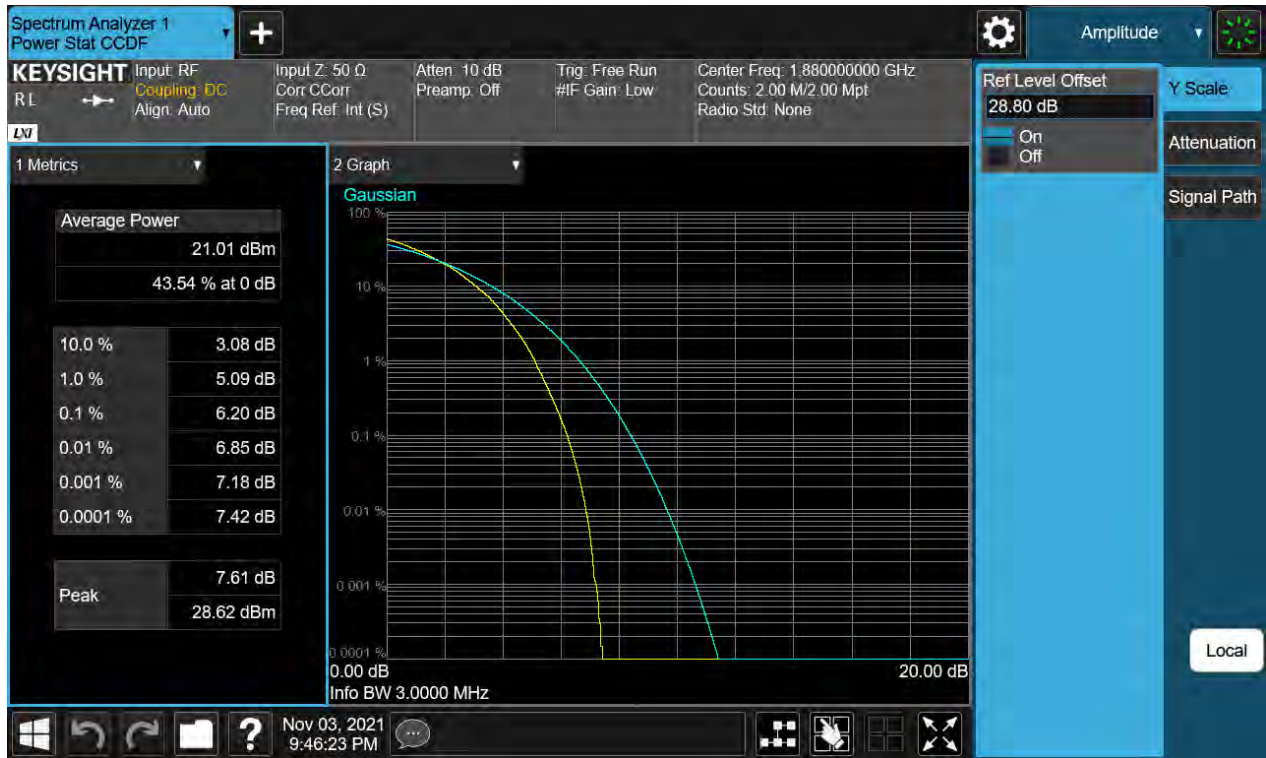 Spectrum Analyzer 1
Power Stat CCDF
Amplitude
KEYSIGHT
RL
LXI
Input: RF
Coupling: DC
Align: Auto
Input Z: 50 Ω
Corr CCorr
Freq Ref: Int (S)
Atten: 10 dB
Preamp: Off
Trig: Free Run
#IF Gain: Low
Center Freq: 1.880000000 GHz
Counts: 2.00 M/2.00 Mpt
Radio Std: None
Ref Level Offset
28.80 dB
On
Off
Y Scale
Attenuation
Signal Path
Local
1 Metrics
Average Power
21.01 dBm
43.54 % at 0 dB
10.0 % 3.08 dB
1.0 % 5.09 dB
0.1 % 6.20 dB
0.01 % 6.85 dB
0.001 % 7.18 dB
0.0001 % 7.42 dB
Peak
7.61 dB
28.62 dBm
2 Graph
Gaussian
100 %
10 %
1 %
0.1 %
0.01 %
0.001 %
0.0001 %
0.00 dB 20.00 dB
Info BW 3.0000 MHz
?
Nov 03, 2021
9:46:23 PM